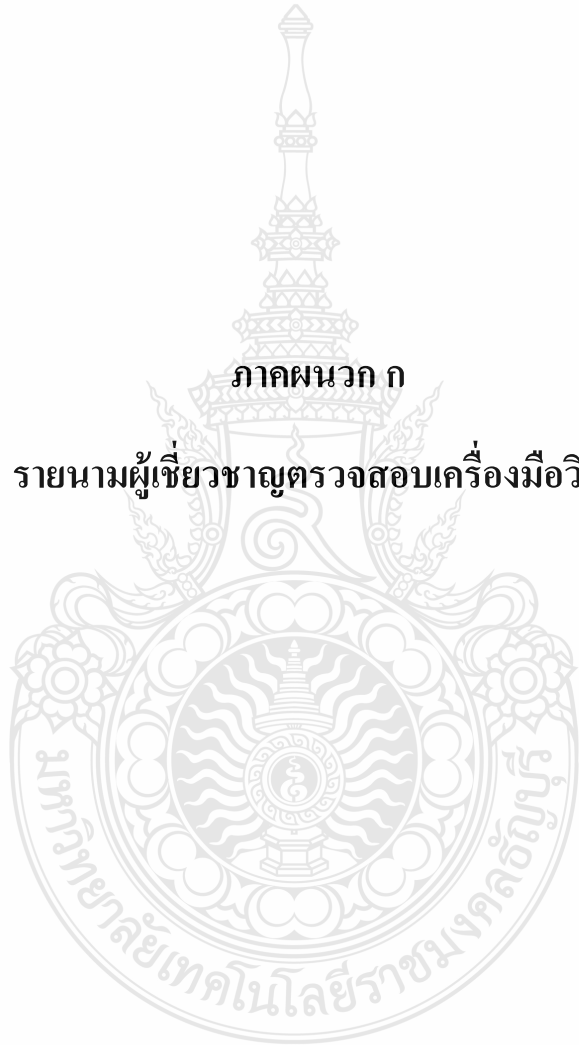 ภาคผนวก ก
รายนามผู้เชี่ยวชาญตรวจสอบเครื่องมือวิ
มหาวิทยาลัยเทคโนโลยีราชมงคลธัญบุรี